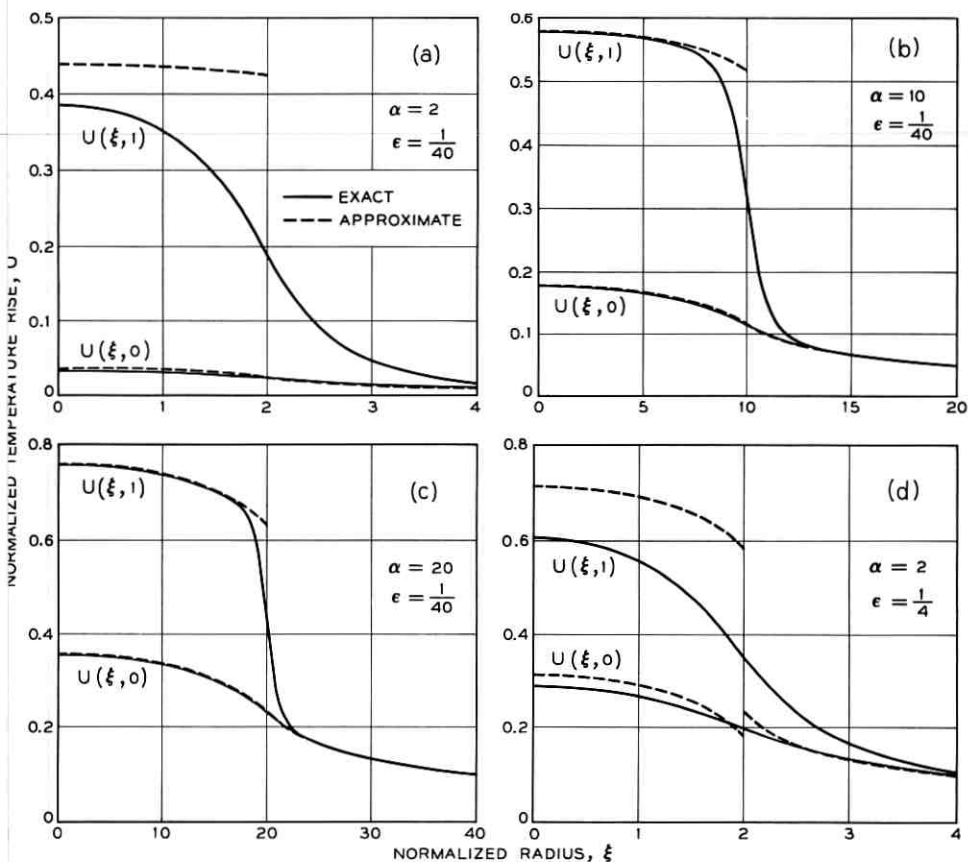 0.5
0.4
0.3
0.2
0.1
0
(a)
α = 2
ε = 1/40
U(ξ,1)
EXACT
APPROXIMATE
U(ξ,0)
0 1 2 3 4
0.6
0.5
0.4
0.3
0.2
0.1
0
U(ξ,1)
(b)
α = 10
ε = 1/40
U(ξ,0)
0 5 10 15 20
NORMALIZED TEMPERATURE RISE, U
0.8
0.6
0.4
0.2
0
U(ξ,1)
(c)
α = 20
ε = 1/40
U(ξ,0)
0 10 20 30 40
0.8
0.6
0.4
0.2
0
(d)
α = 2
ε = 1/4
U(ξ,1)
U(ξ,0)
0 1 2 3 4
NORMALIZED RADIUS, ξ